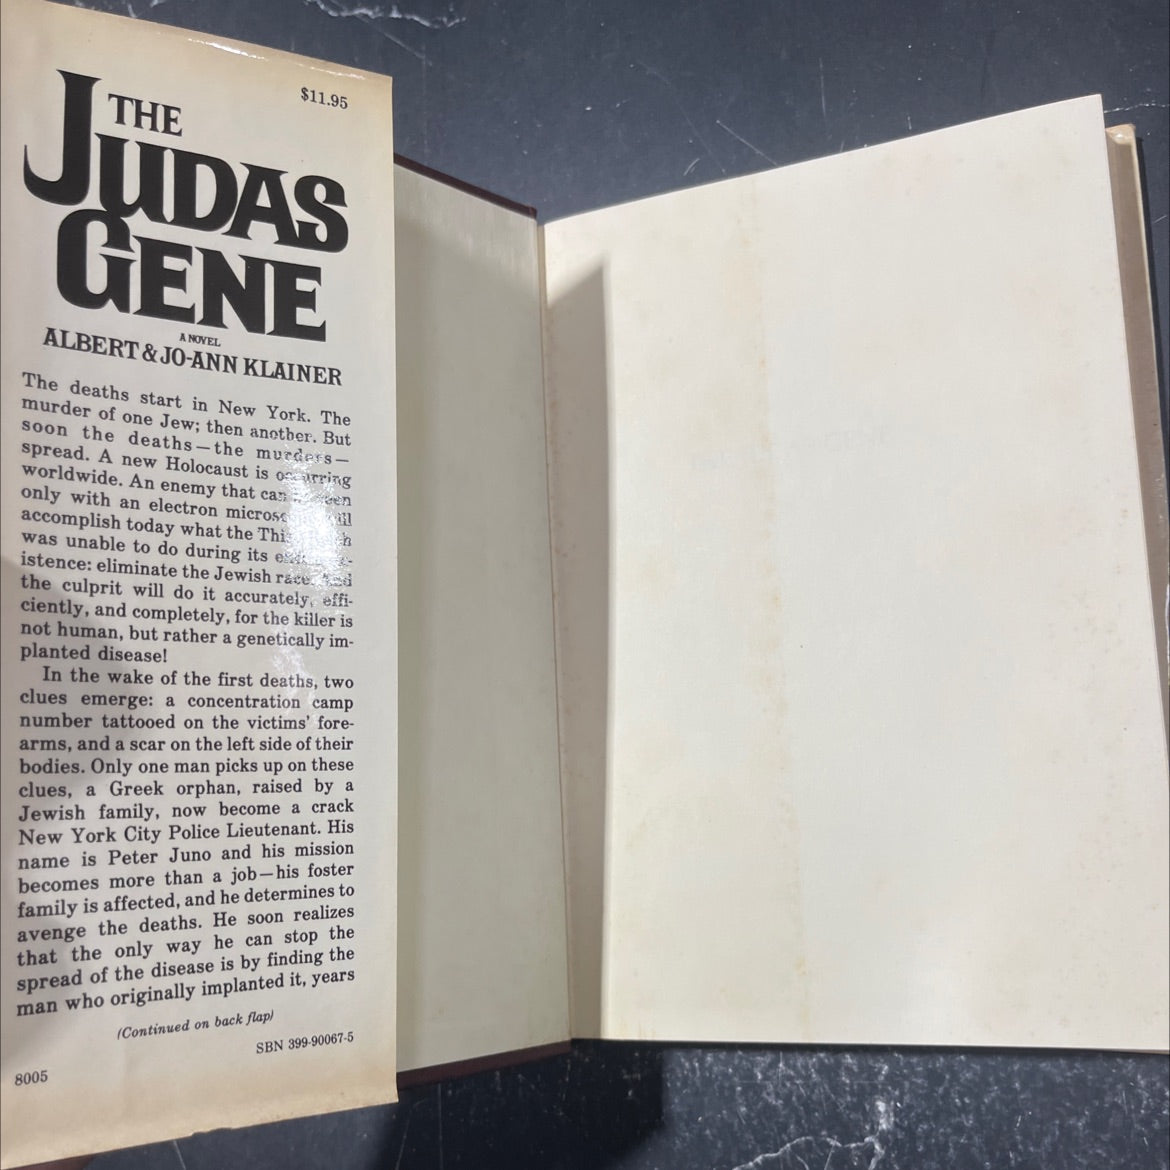 $11.95
THE
JUDAS
GENE
A NOVEL
ALBERT & JO-ANN KLAINER
The deaths start in New York. The
murder of one Jew; then another. But
soon the deaths—the murders—
spread. A new Holocaust is occurring
worldwide. An enemy that can
only with an electron
accomplish today what the
was unable to do during its
istence: eliminate the Jewish race.
the culprit will do it accurately, effi-
ciently, and completely, for the killer is
not human, but rather a genetically im-
planted disease!
In the wake of the first deaths, two
clues emerge: a concentration camp
number tattooed on the victims' fore-
arms, and a scar on the left side of their
bodies. Only one man picks up on these
clues, a Greek orphan, raised by a
Jewish family, now become a crack
New York City Police Lieutenant. His
name is Peter Juno and his mission
becomes more than a job—his foster
family is affected, and he determines to
avenge the deaths. He soon realizes
that the only way he can stop the
spread of the disease is by finding the
man who originally implanted it, years
(Continued on back flap)
SBN 399-90067-5
8005